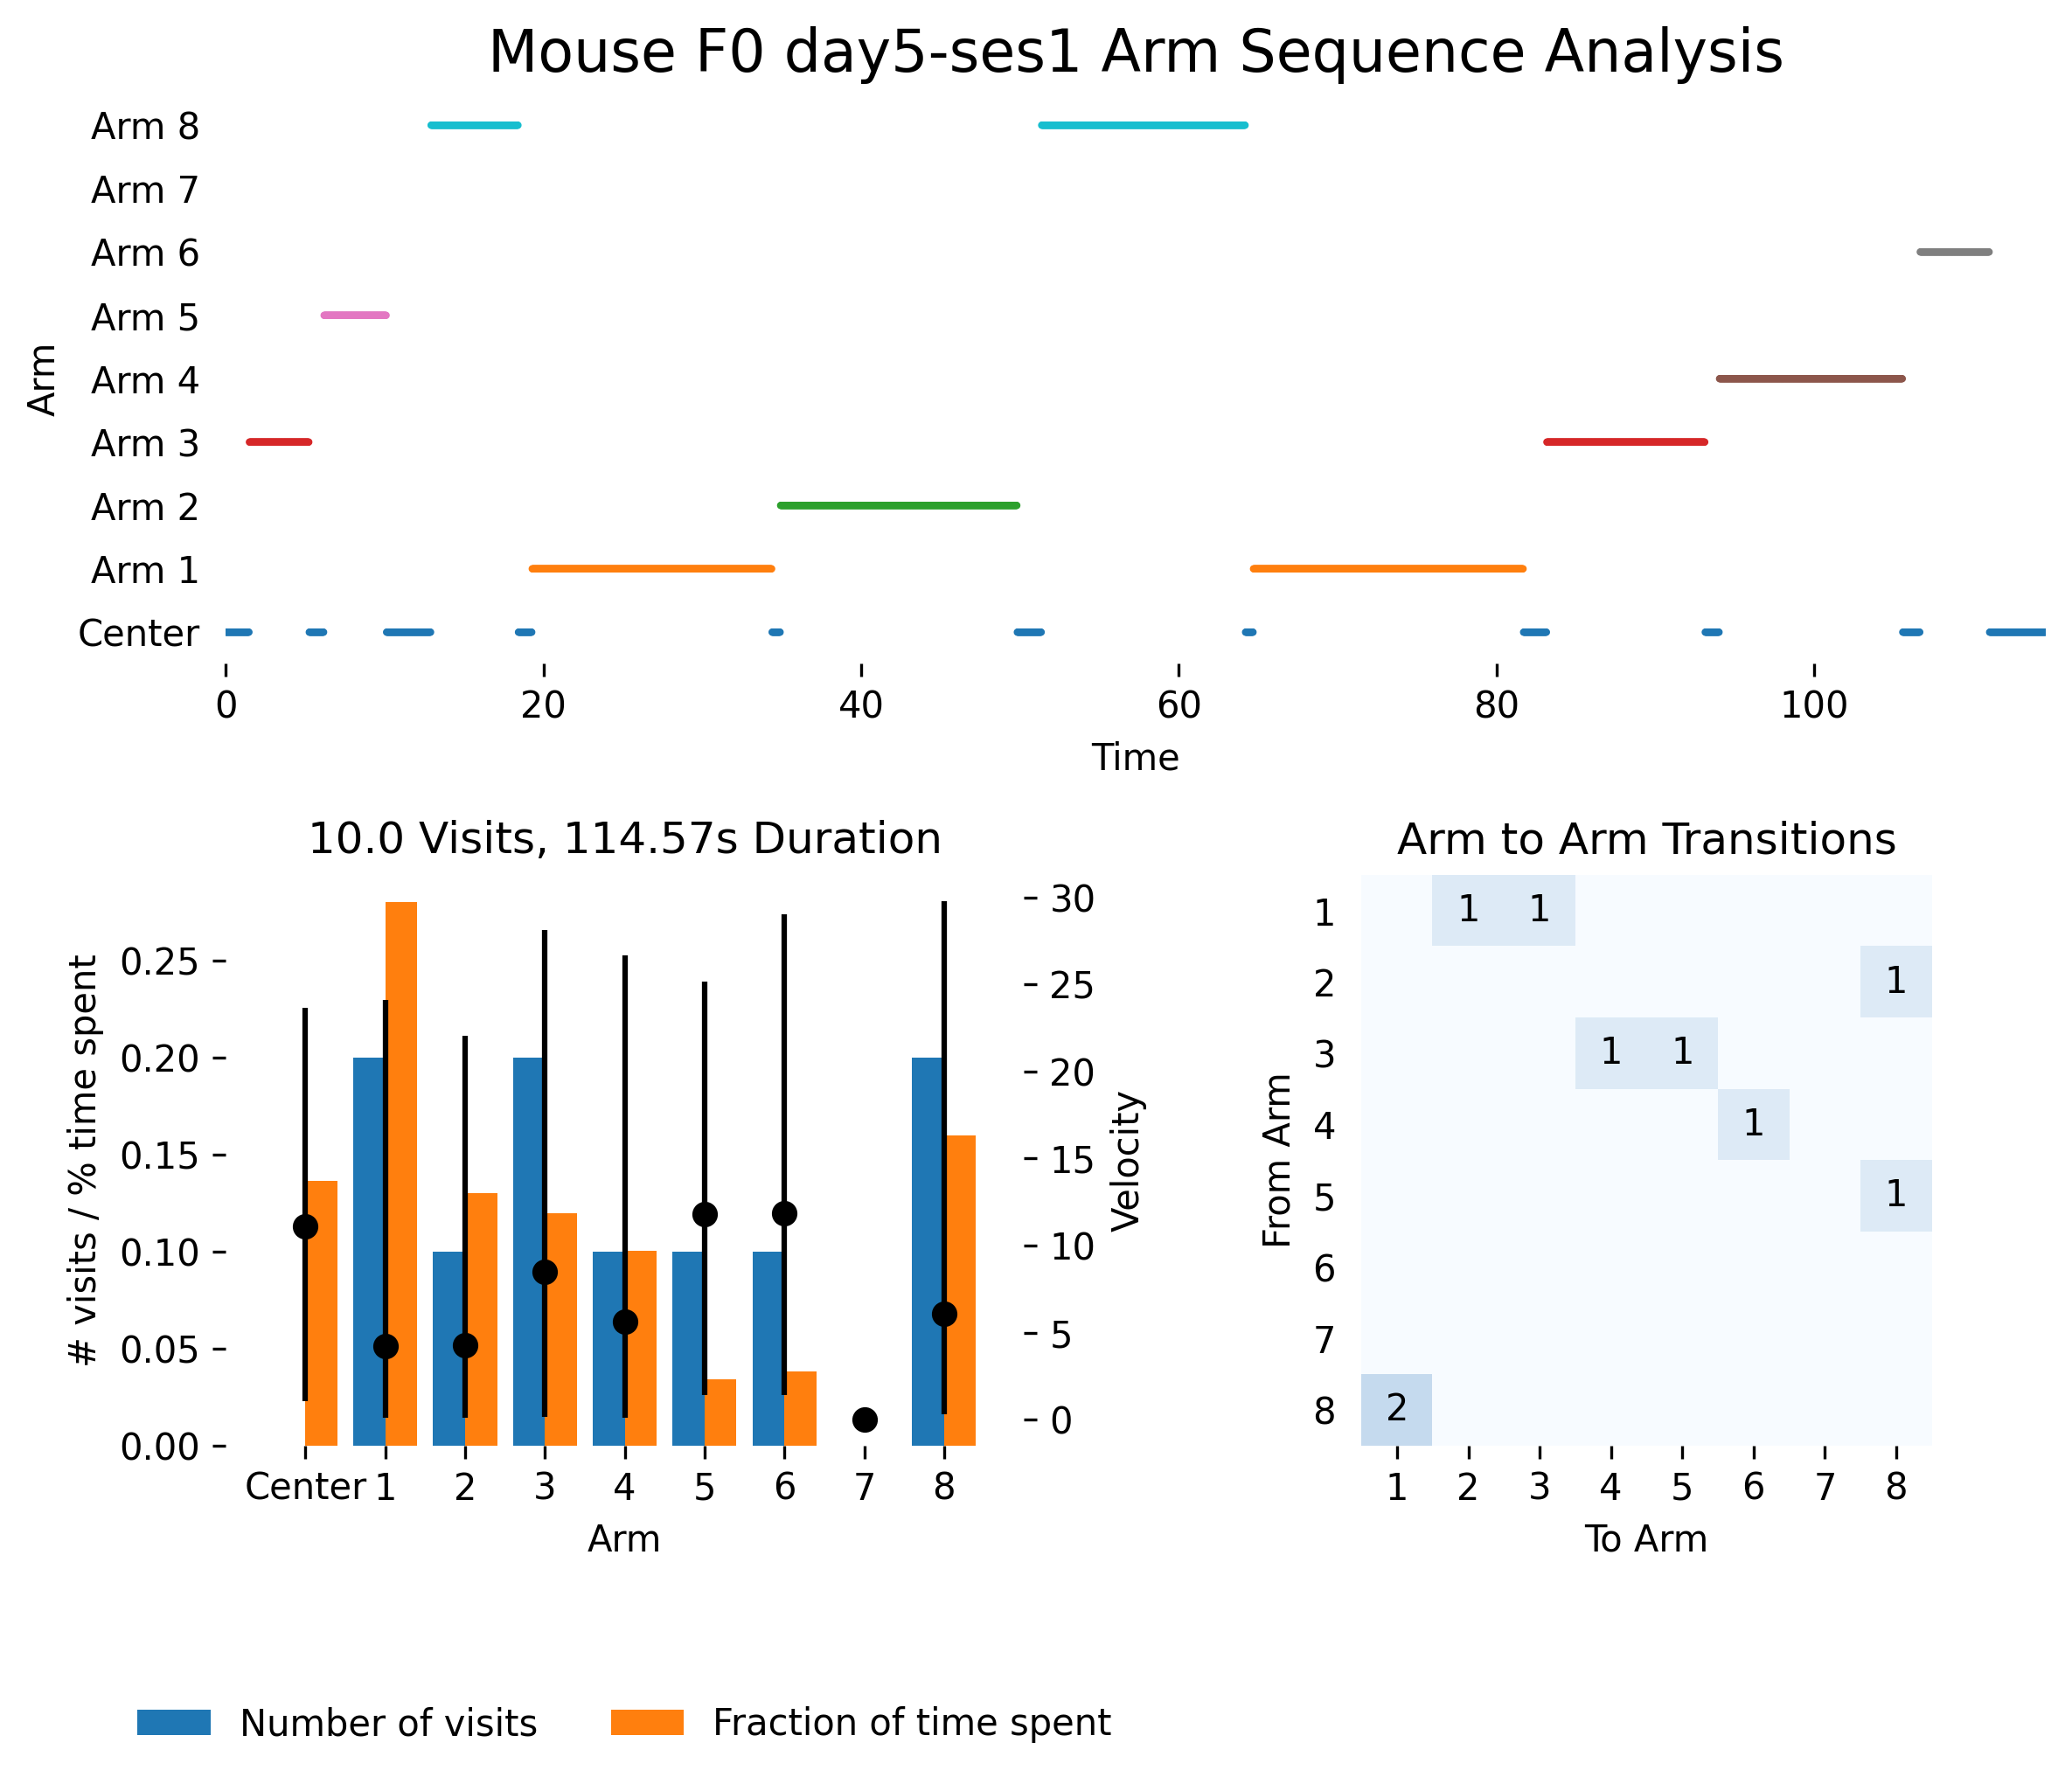 Mouse F0 day5-ses1 Arm Sequence Analysis
Arm
Arm 8
Arm 7
Arm 6
Arm 5
Arm 4
Arm 3
Arm 2
Arm 1
Center
0 20 40 60 80 100
Time
10.0 Visits, 114.57s Duration
# visits / % time spent
0.25
0.20
0.15
0.10
0.05
0.00
30
25
20
15
10
5
0
Velocity
Center 1 2 3 4 5 6 7 8
Arm
Arm to Arm Transitions
From Arm
1 1 1
2 1
3 1 1
4 1
5 1
6
7
8 2
1 2 3 4 5 6 7 8
To Arm
Number of visits Fraction of time spent